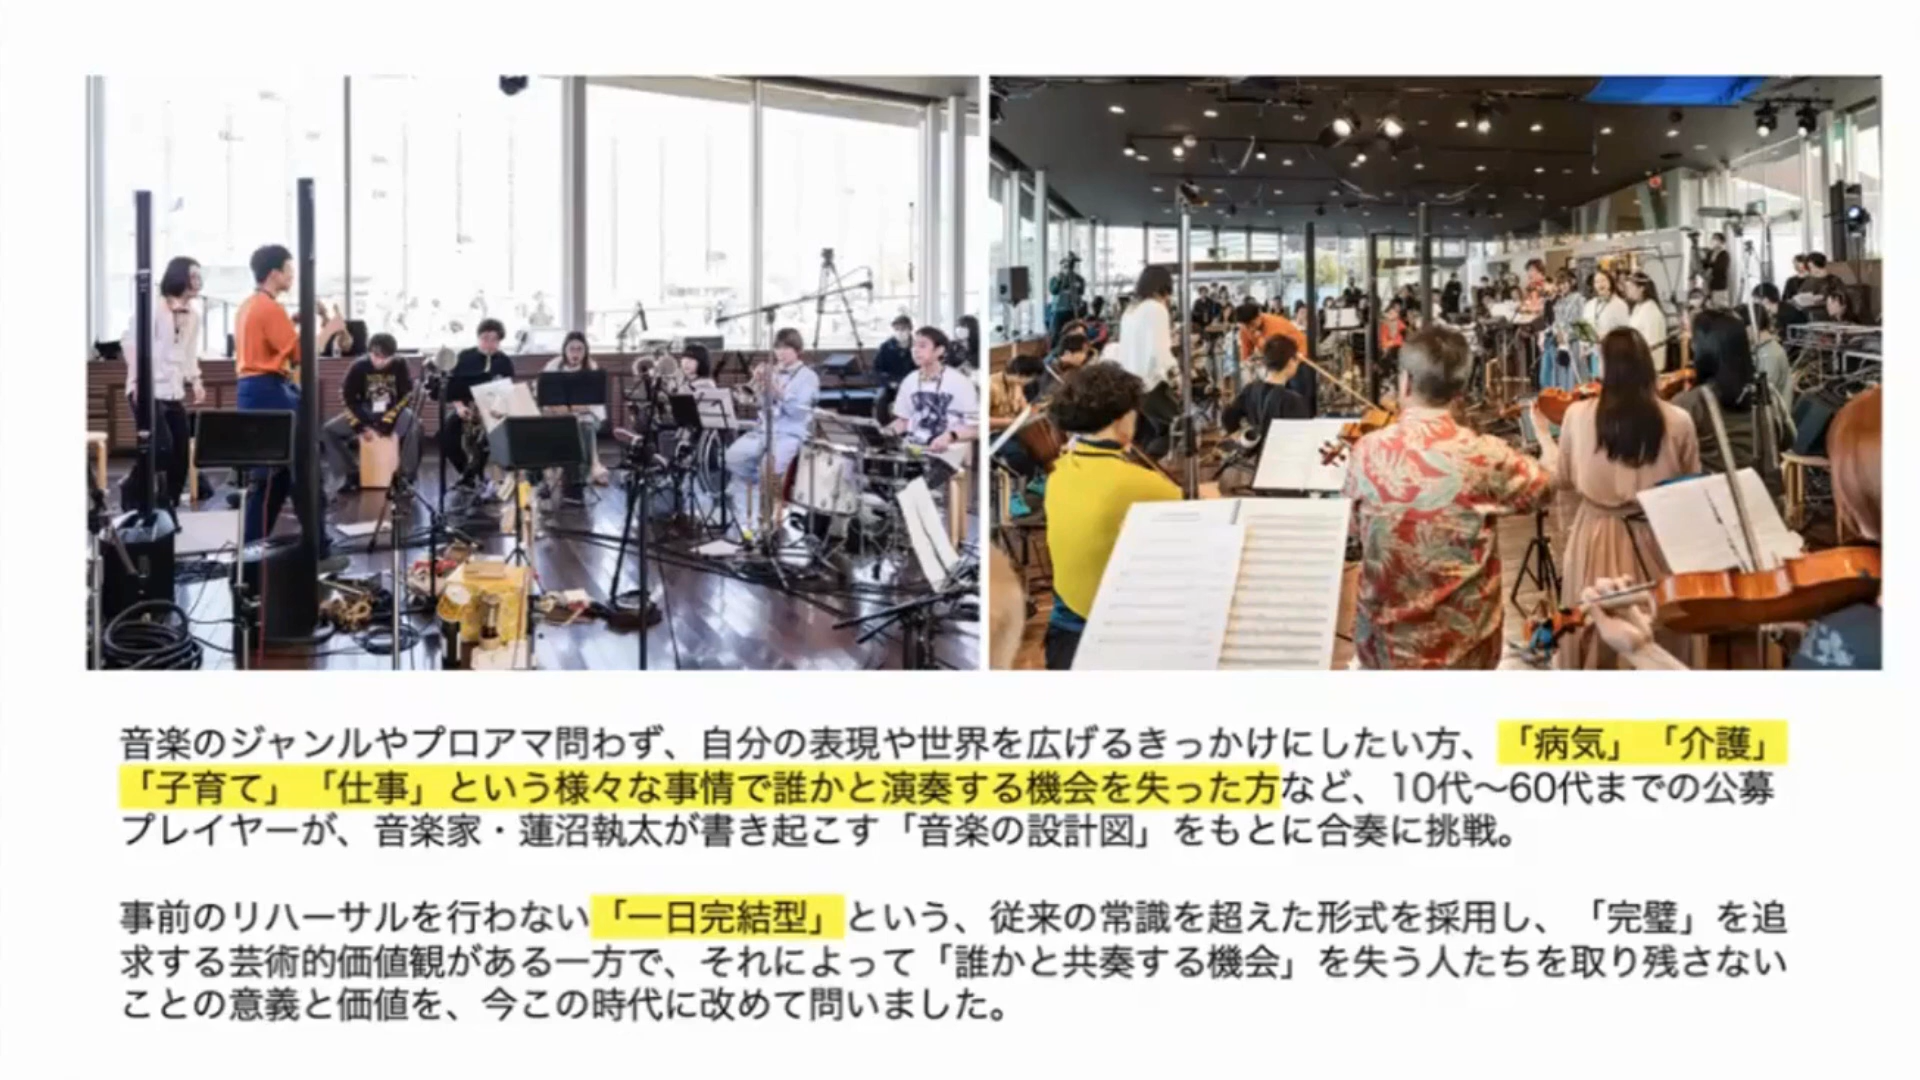 音楽のジャンルやプロアマ問わず、自分の表現や世界を広げるきっかけにしたい方、「病気」「介護」
「子育て」「仕事」という様々な事情で誰かと演奏する機会を失った方など、10代〜60代までの公募
プレイヤーが、音楽家・蓮沼執太が書き起こす「音楽の設計図」をもとに合奏に挑戦。
事前のリハーサルを行わない「一日完結型」という、従来の常識を超えた形式を採用し、「完璧」を追
求する芸術的価値観がある一方で、それによって「誰かと共奏する機会」を失う人たちを取り残さない
ことの意義と価値を、今この時代に改めて問いました。